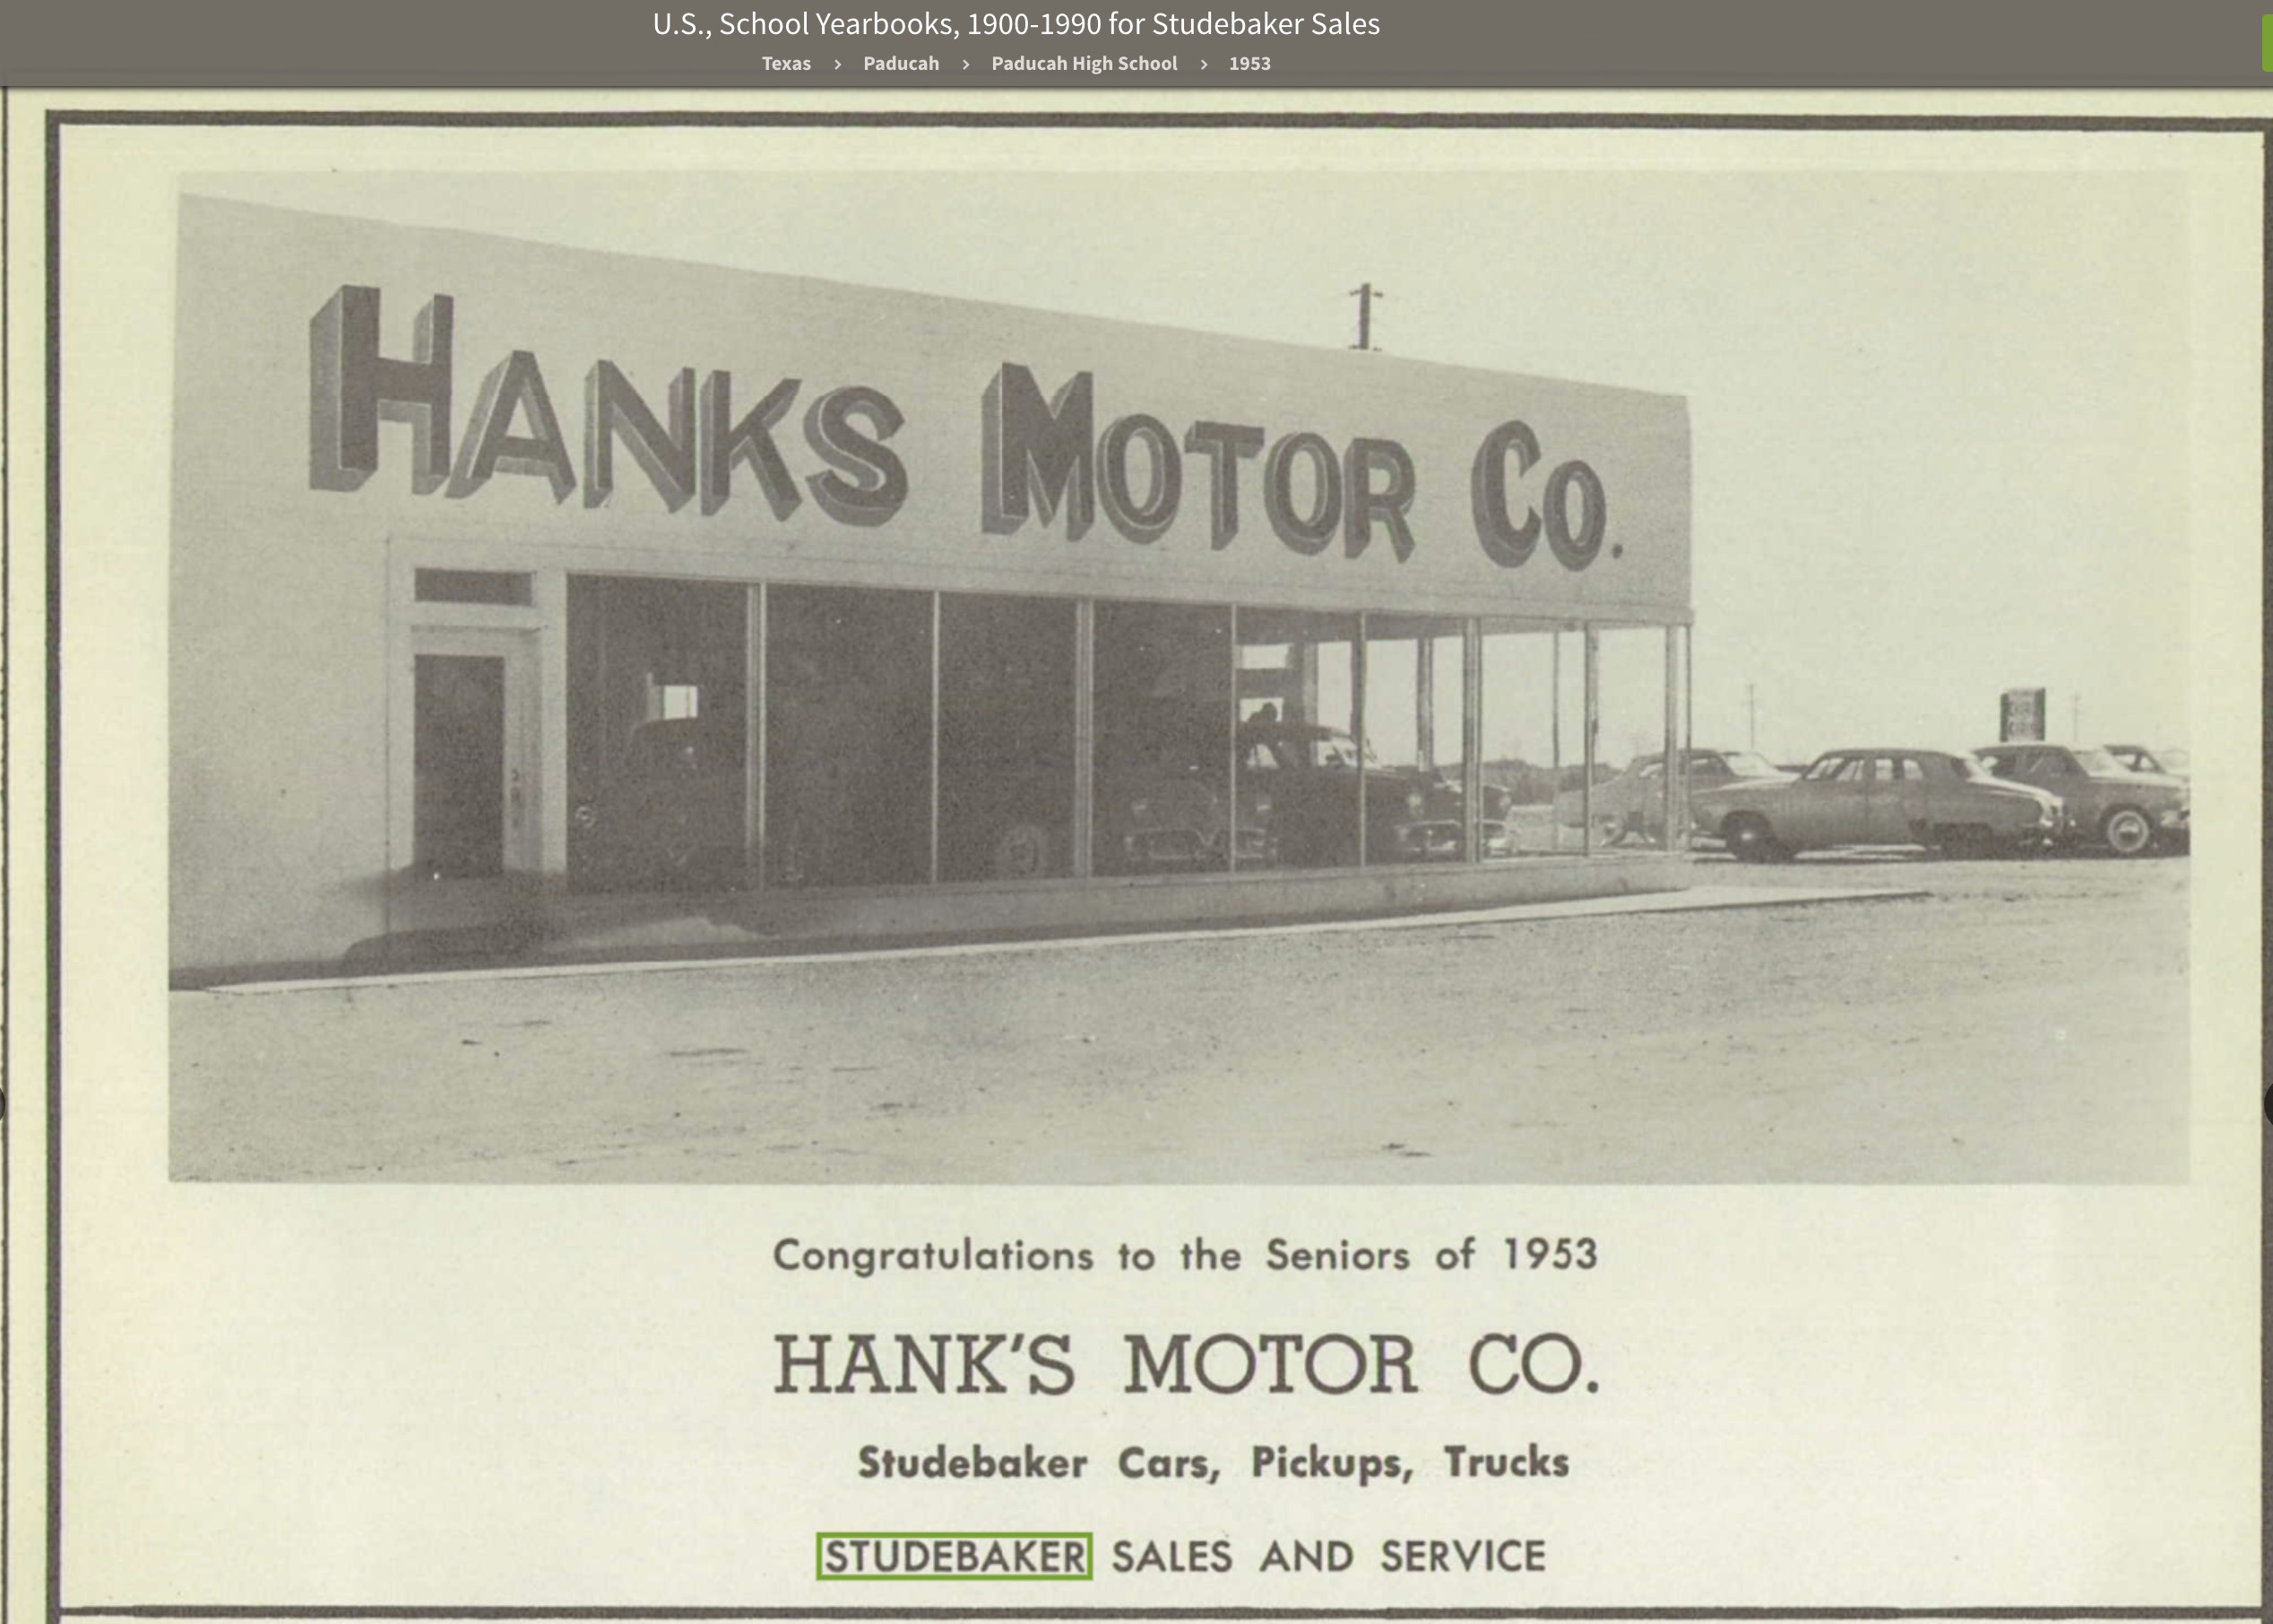 U.S., School Yearbooks, 1900-1990 for Studebaker Sales
Texas > Paducah > Paducah High School > 1953
HANKS MOTOR CO.
Congratulations to the Seniors of 1953
HANK'S MOTOR CO.
Studebaker Cars, Pickups, Trucks
STUDEBAKER SALES AND SERVICE